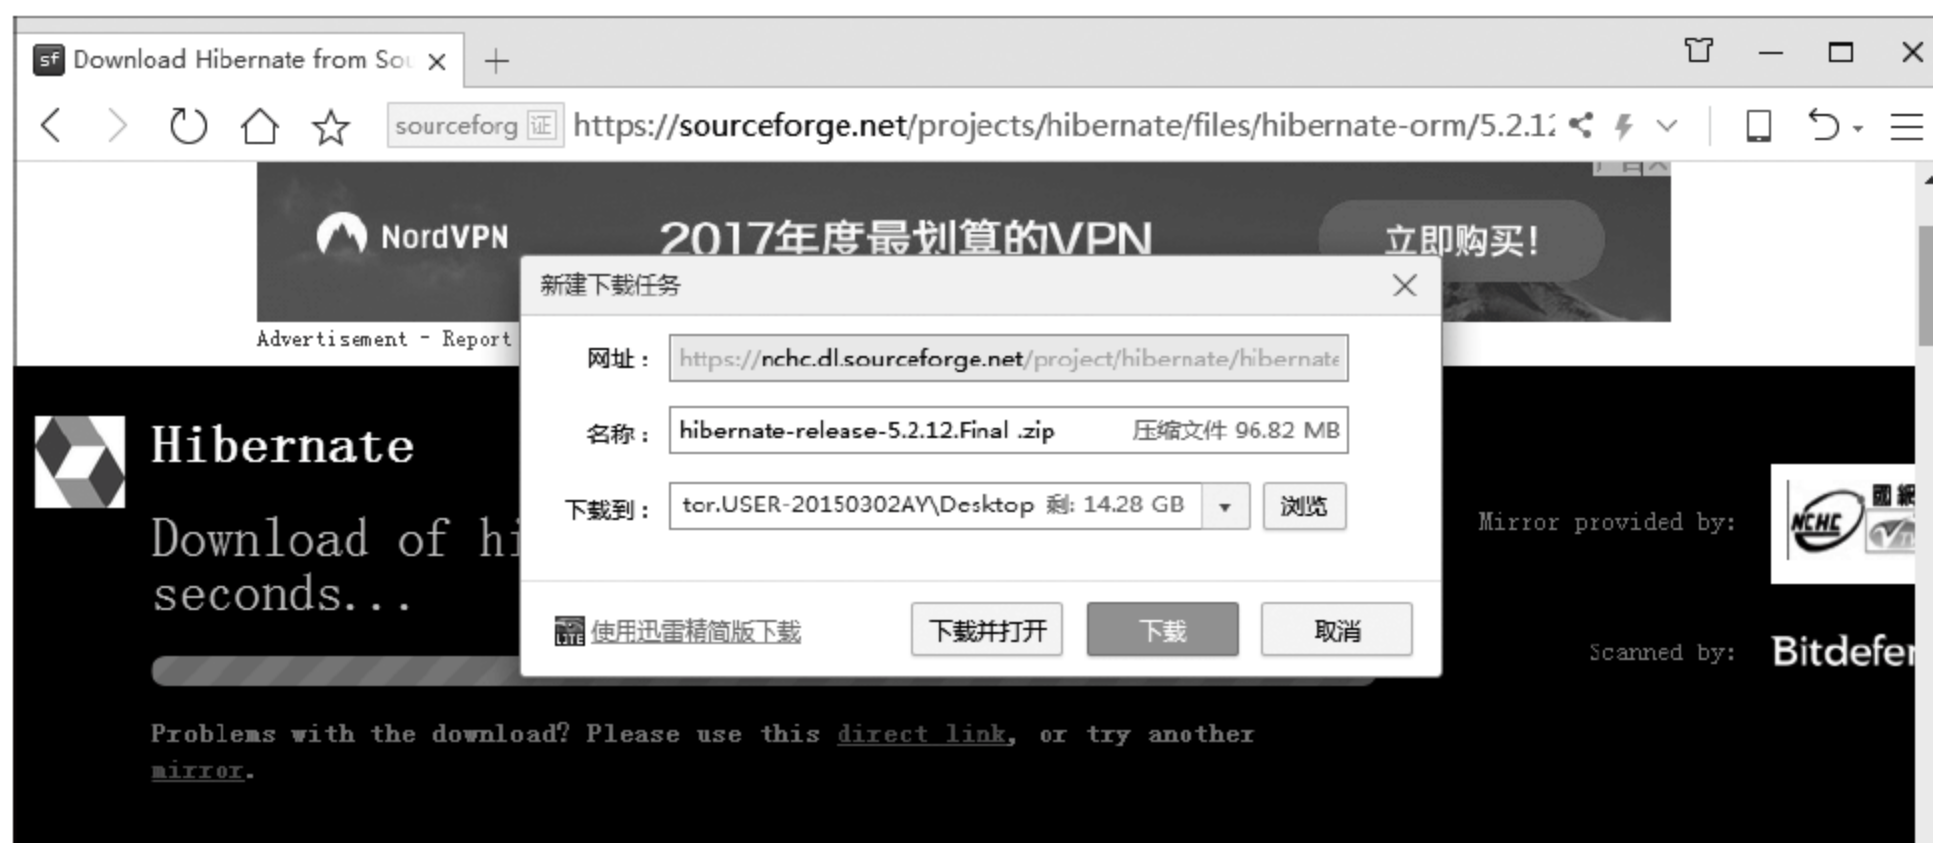 sf Download Hibernate from Sou
sourceforg 证 https://sourceforge.net/projects/hibernate/files/hibernate-orm/5.2.12
NordVPN 2017年度最划算的VPN 立即购买!
新建下载任务
Advertisement - Report
网址: https://nchc.dl.sourceforge.net/project/hibernate/hibernate
名称: hibernate-release-5.2.12.Final .zip 压缩文件 96.82 MB
Hibernate
下载到: tor.USER-20150302AY\Desktop 剩: 14.28 GB 浏览
Download of hi
seconds...
Mirror provided by: NCHC
使用迅雷精简版下载 下载并打开 下载 取消
Scanned by: Bitdefen
Problems with the download? Please use this direct link, or try another
mirror.